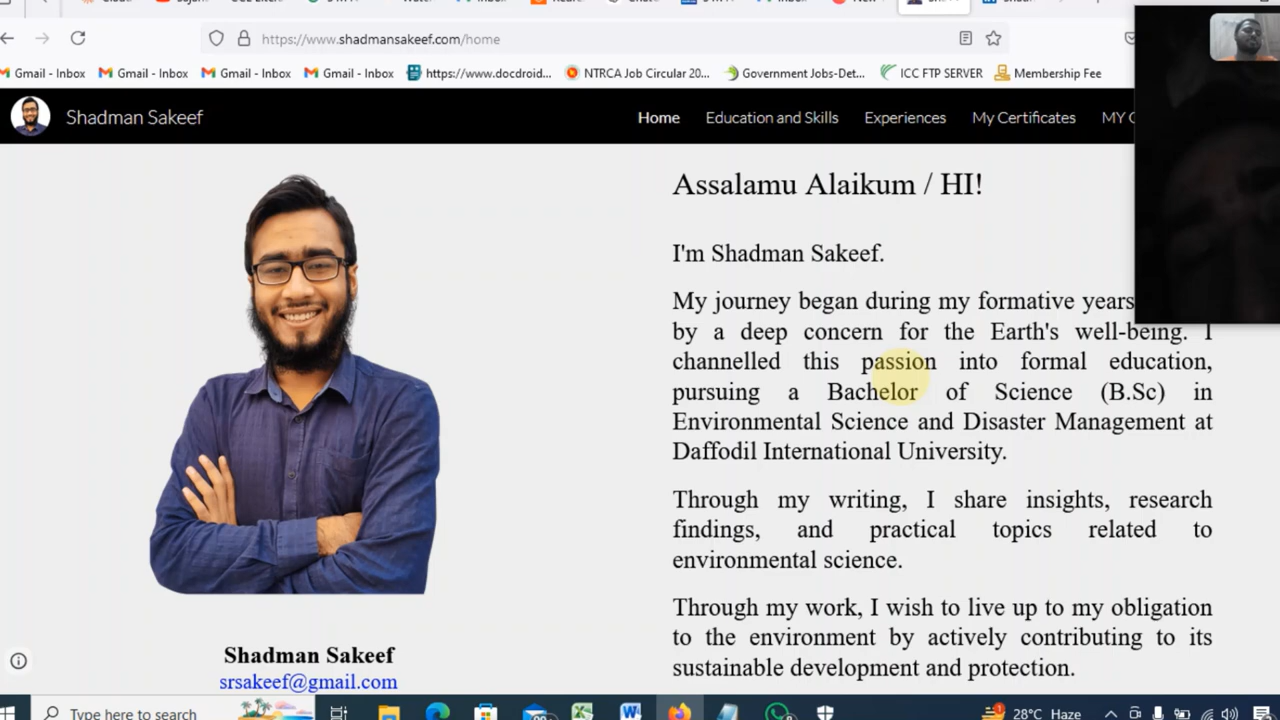 https://www.shadmansakeef.com/home
Gmail - Inbox Gmail - Inbox Gmail - Inbox Gmail - Inbox https://www.docdroid... NTRCA Job Circular 20... Government Jobs-Det... ICC FTP SERVER Membership Fee
Shadman Sakeef Home Education and Skills Experiences My Certificates MY
Assalamu Alaikum / HI!
I'm Shadman Sakeef.
My journey began during my formative years
by a deep concern for the Earth's well-being. I
channelled this passion into formal education,
pursuing a Bachelor of Science (B.Sc) in
Environmental Science and Disaster Management at
Daffodil International University.
Through my writing, I share insights, research
findings, and practical topics related to
environmental science.
Through my work, I wish to live up to my obligation
to the environment by actively contributing to its
sustainable development and protection.
Shadman Sakeef
srsakeef@gmail.com
Type here to search 28°C Haze